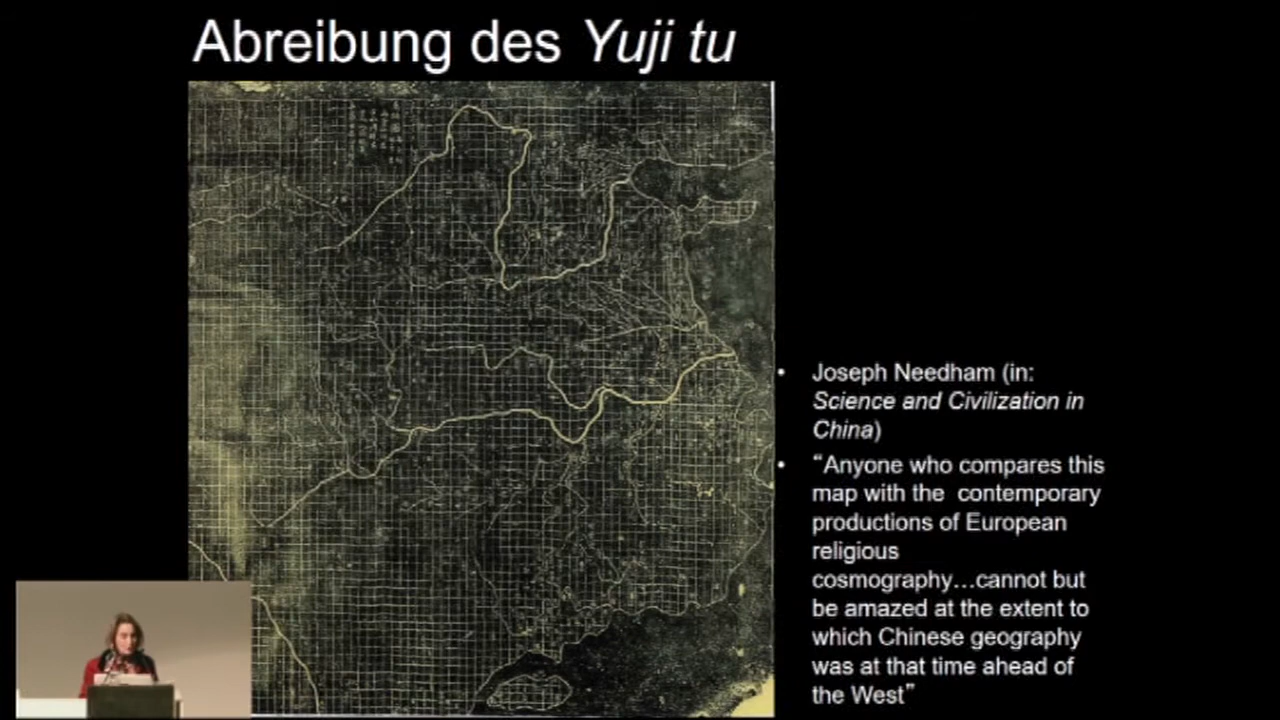 Abreibung des Yuji tu
• Joseph Needham (in:
Science and Civilization in
China)
• “Anyone who compares this
map with the  contemporary
productions of European
religious
cosmography…cannot but
be amazed at the extent to
which Chinese geography
was at that time ahead of
the West”